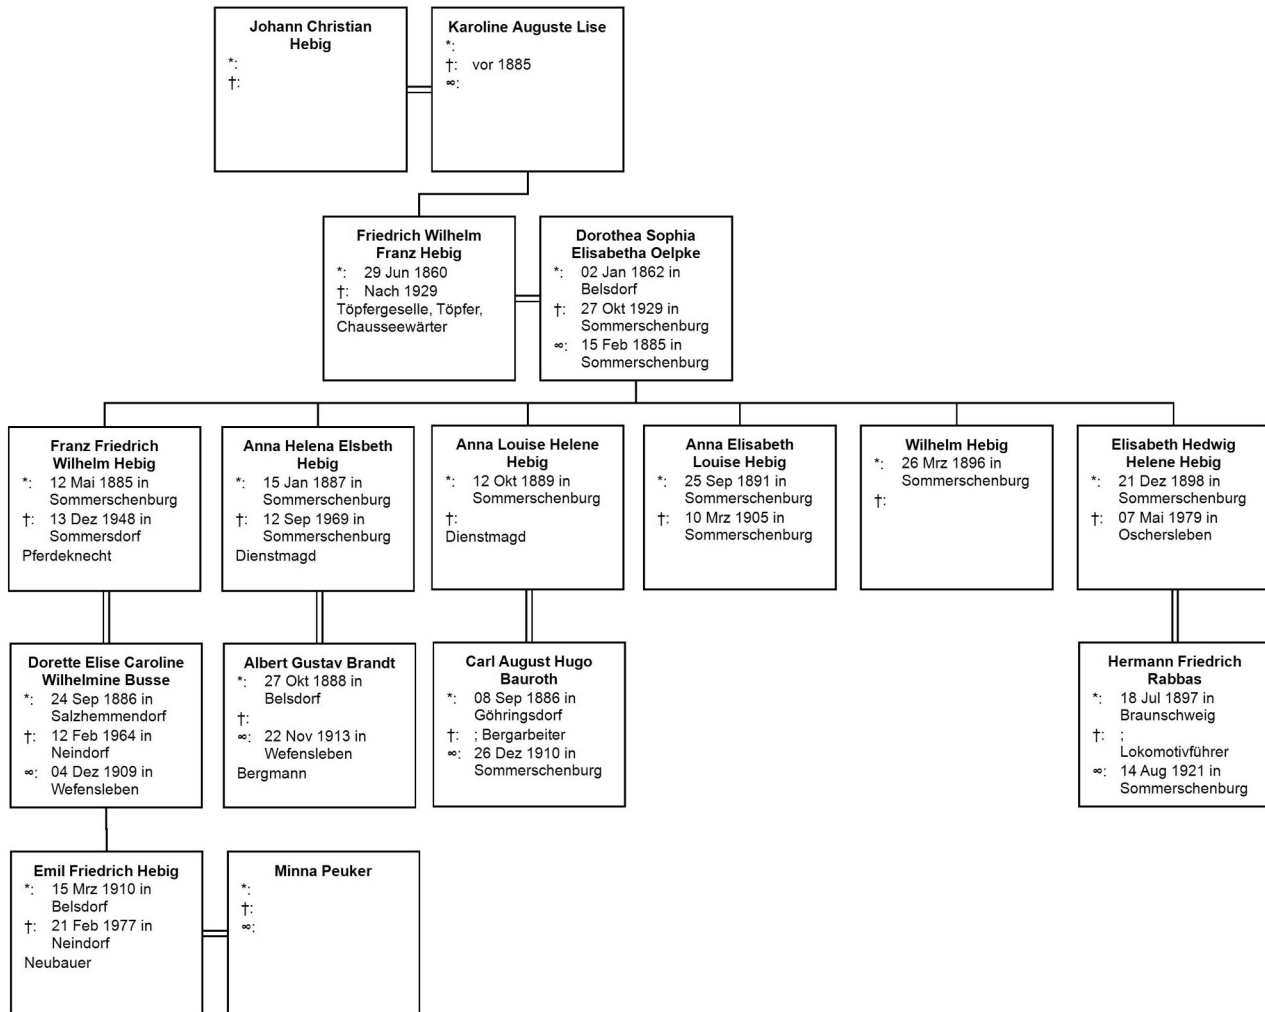 Johann Christian
Hebig
*:
†:
Karoline Auguste Lise
*:
†: vor 1885
∞:
Friedrich Wilhelm
Franz Hebig
*: 29 Jun 1860
†: Nach 1929
Töpfergeselle, Töpfer,
Chausseewärter
Dorothea Sophia
Elisabetha Oelpke
*: 02 Jan 1862 in
Belsdorf
†: 27 Okt 1929 in
Sommerschenburg
∞: 15 Feb 1885 in
Sommerschenburg
Franz Friedrich
Wilhelm Hebig
*: 12 Mai 1885 in
Sommerschenburg
†: 13 Dez 1948 in
Sommersdorf
Pferdeknecht
Anna Helena Elsbeth
Hebig
*: 15 Jan 1887 in
Sommerschenburg
†: 12 Sep 1969 in
Sommerschenburg
Dienstmagd
Anna Louise Helene
Hebig
*: 12 Okt 1889 in
Sommerschenburg
†:
Dienstmagd
Anna Elisabeth
Louise Hebig
*: 25 Sep 1891 in
Sommerschenburg
†: 10 Mrz 1905 in
Sommerschenburg
Wilhelm Hebig
*: 26 Mrz 1896 in
Sommerschenburg
†:
Elisabeth Hedwig
Helene Hebig
*: 21 Dez 1898 in
Sommerschenburg
†: 07 Mai 1979 in
Oschersleben
Dorette Elise Caroline
Wilhelmine Busse
*: 24 Sep 1886 in
Salzhemmendorf
†: 12 Feb 1964 in
Neindorf
∞: 04 Dez 1909 in
Wefensleben
Albert Gustav Brandt
*: 27 Okt 1888 in
Belsdorf
†:
∞: 22 Nov 1913 in
Wefensleben
Bergmann
Carl August Hugo
Bauroth
*: 08 Sep 1886 in
Göhringsdorf
†: ; Bergarbeiter
∞: 26 Dez 1910 in
Sommerschenburg
Hermann Friedrich
Rabbas
*: 18 Jul 1897 in
Braunschweig
†: ;
Lokomotivführer
∞: 14 Aug 1921 in
Sommerschenburg
Emil Friedrich Hebig
*: 15 Mrz 1910 in
Belsdorf
†: 21 Feb 1977 in
Neindorf
Neubauer
Minna Peuker
*:
†:
∞: